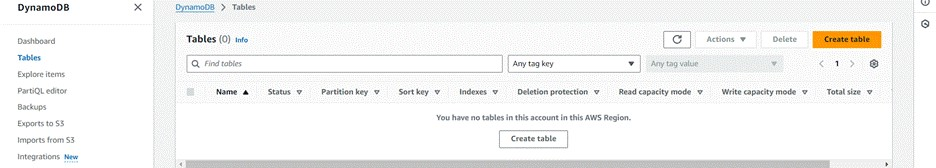 DynamoDB
DynamoDB > Tables
Dashboard
Tables
Explore items
PartiQL editor
Backups
Exports to S3
Imports from S3
Integrations New
Tables (0) Info
Actions
Delete
Create table
Find tables
Any tag key
Any tag value
1
Name Status Partition key Sort key Indexes Deletion protection Read capacity mode Write capacity mode Total size
You have no tables in this account in this AWS Region.
Create table